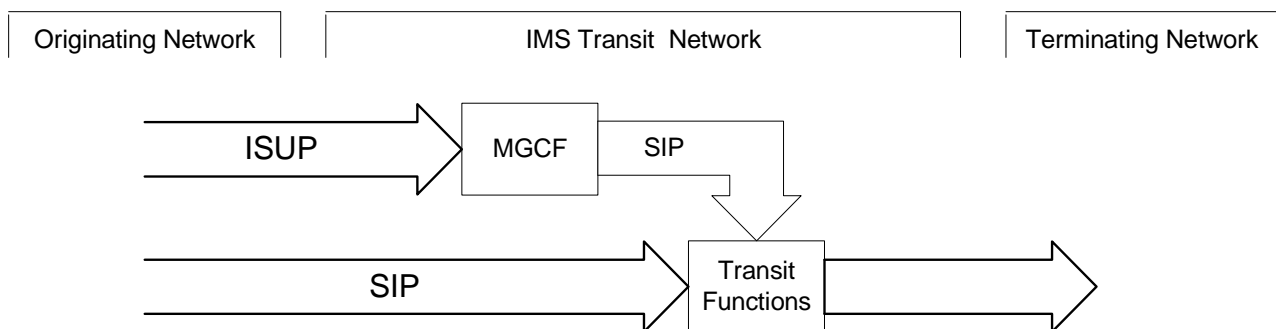 Originating Network
IMS Transit Network
Terminating Network
ISUP
MGCF
SIP
SIP
Transit
Functions